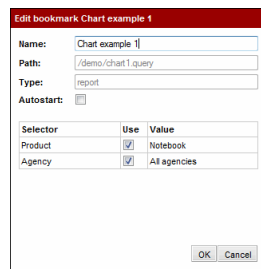 Edit bookmark Chart example 1
Name: Chart example 1
Path: /demo/chart1.query
Type: report
Autostart:
Selector Use Value
Product Notebook
Agency All agencies
OK Cancel